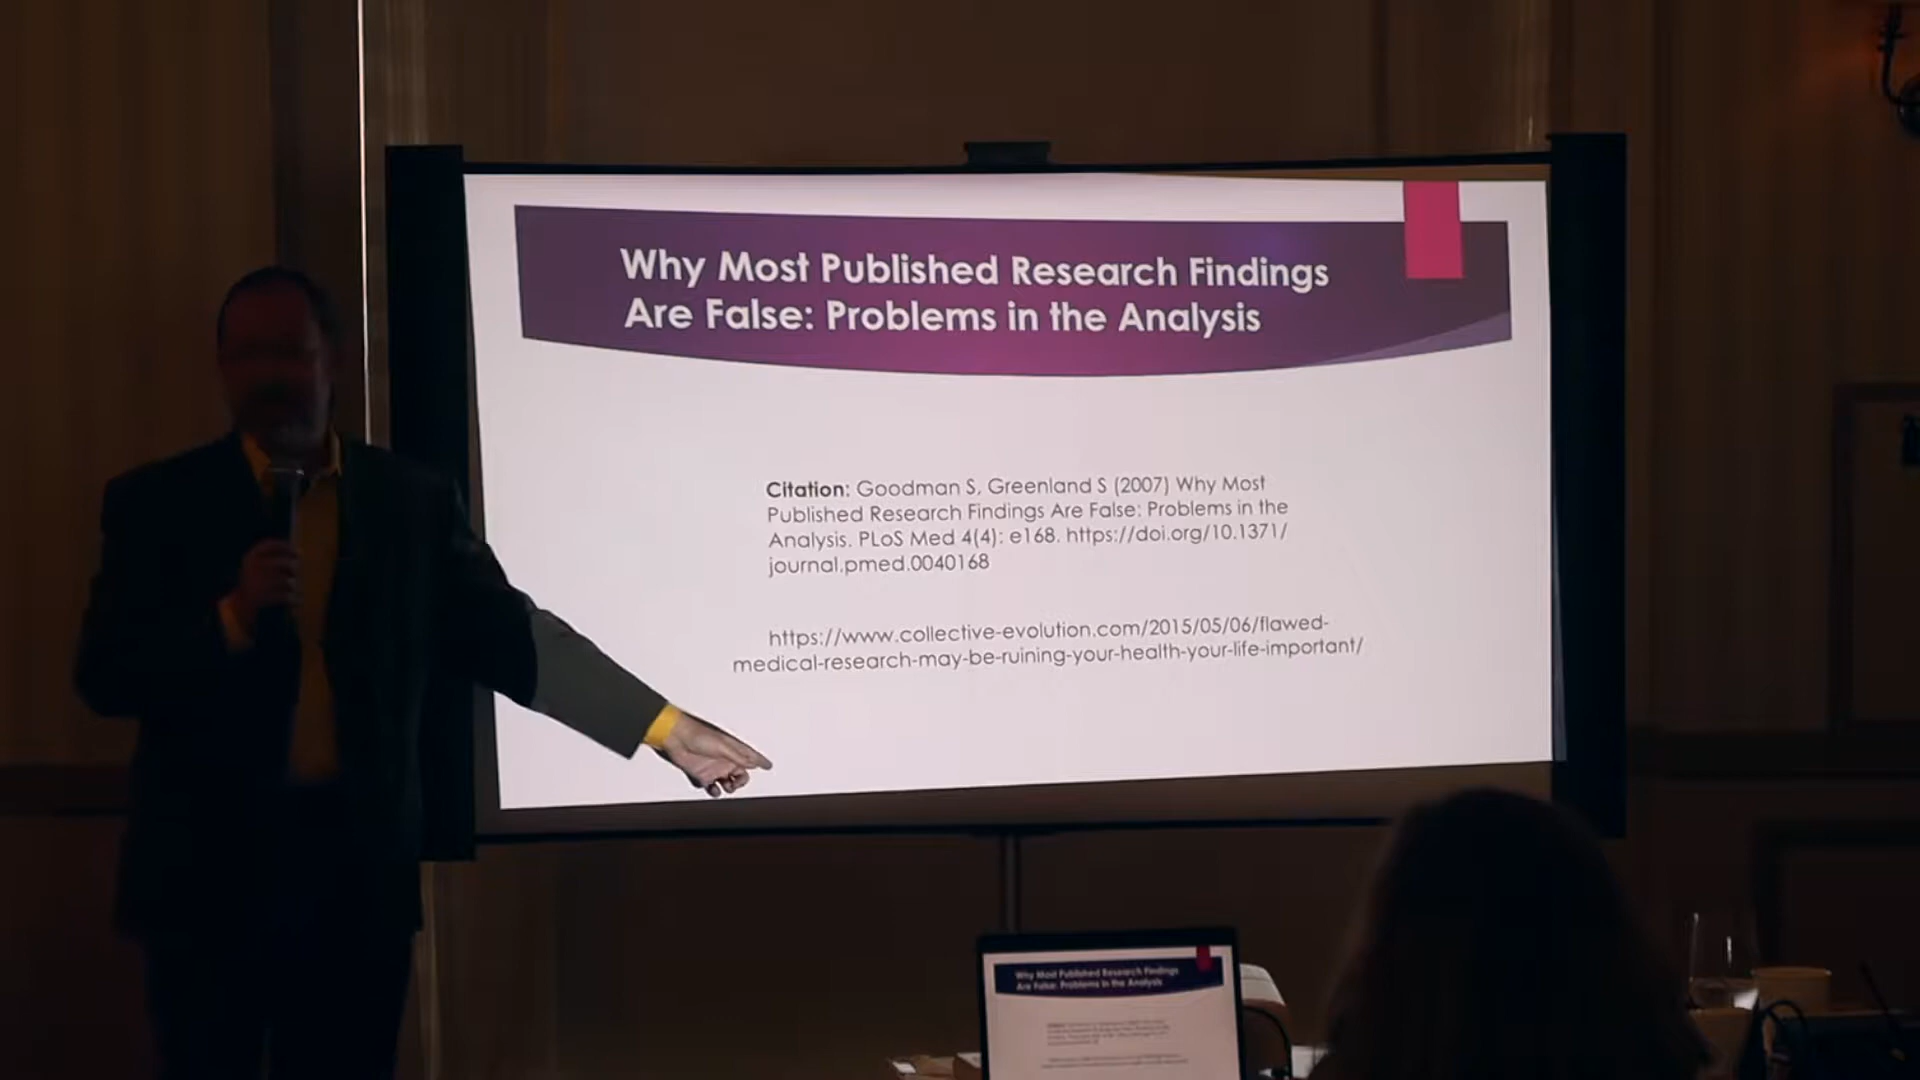 Why Most Published Research Findings
Are False: Problems in the Analysis
Citation: Goodman S, Greenland S (2007) Why Most
Published Research Findings Are False: Problems in the
Analysis. PLoS Med 4(4): e168. https://doi.org/10.1371/
journal.pmed.0040168
https://www.collective-evolution.com/2015/05/06/flawed-
medical-research-may-be-ruining-your-health-your-life-important/
Why Most Published Research Findings
Are False: Problems in the Analysis